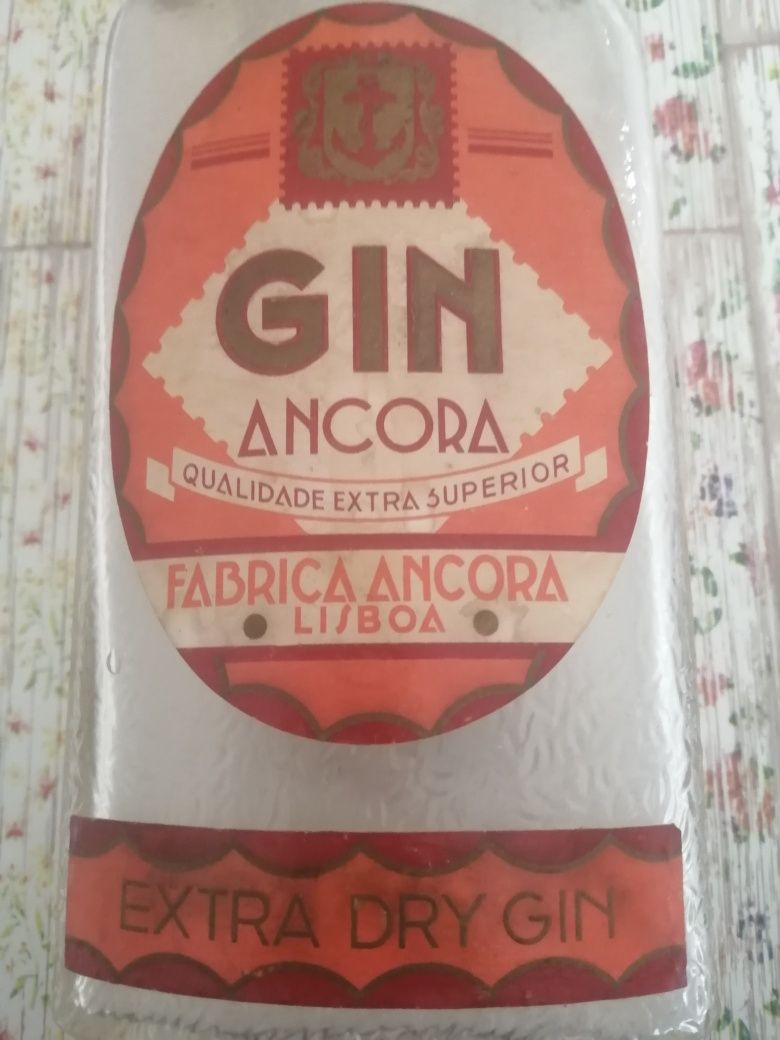 GIN
ANCORA
QUALIDADE EXTRA SUPERIOR
FABRICA ANCORA
LISBOA
EXTRA DRY GIN